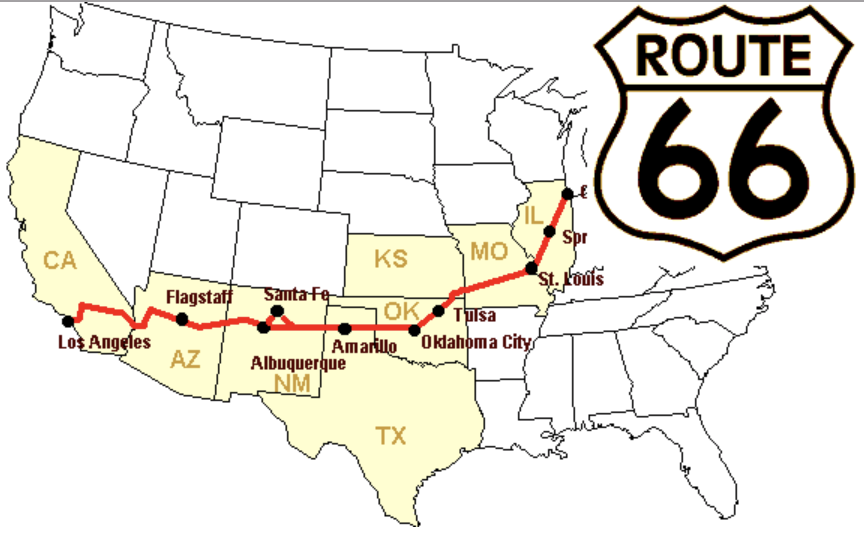 ROUTE
66
IL
Spr
CA
KS
MO
St. Louis
Flagstaff
Santa Fe
OK
Tulsa
Los Angeles
AZ
Albuquerque
NM
Amarillo
Oklahoma City
TX